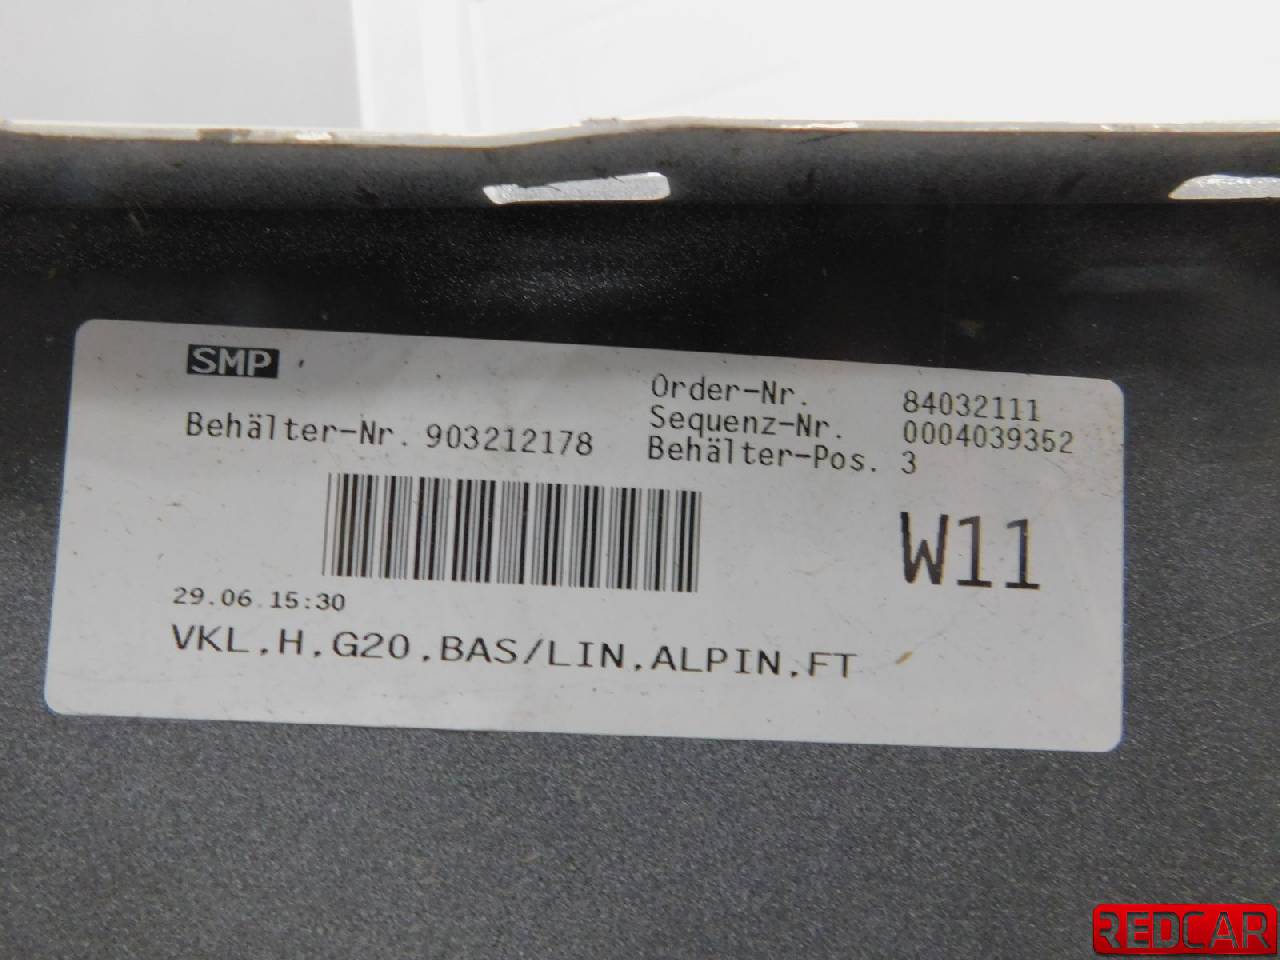 SMP
Order-Nr. 84032111
Sequenz-Nr. 0004039352
Behälter-Nr. 903212178 Behälter-Pos. 3
W11
29.06 15:30
VKL.H.G20.BAS/LIN.ALPIN.FT
REDCAR